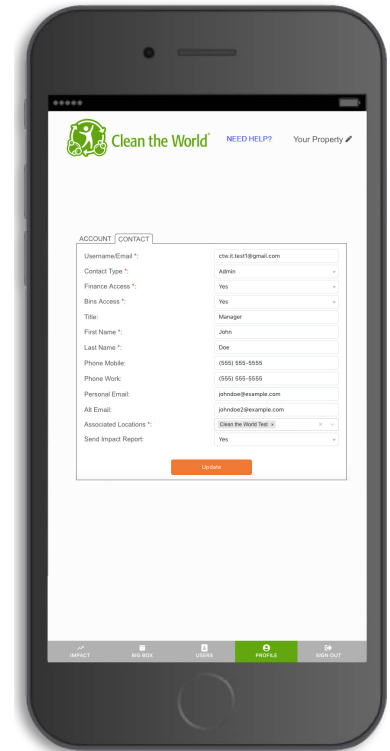 Clean the World®
NEED HELP?
Your Property
ACCOUNT CONTACT
Username/Email *: ctw.it.test1@gmail.com
Contact Type *: Admin
Finance Access *: Yes
Bins Access *: Yes
Title: Manager
First Name *: John
Last Name *: Doe
Phone Mobile: (555) 555-5555
Phone Work: (555) 555-5555
Personal Email: johndoe@example.com
Alt Email: johndoe2@example.com
Associated Locations *: Clean the World Test ×
Send Impact Report: Yes
Update
IMPACT BIG BOX USERS PROFILE SIGN OUT